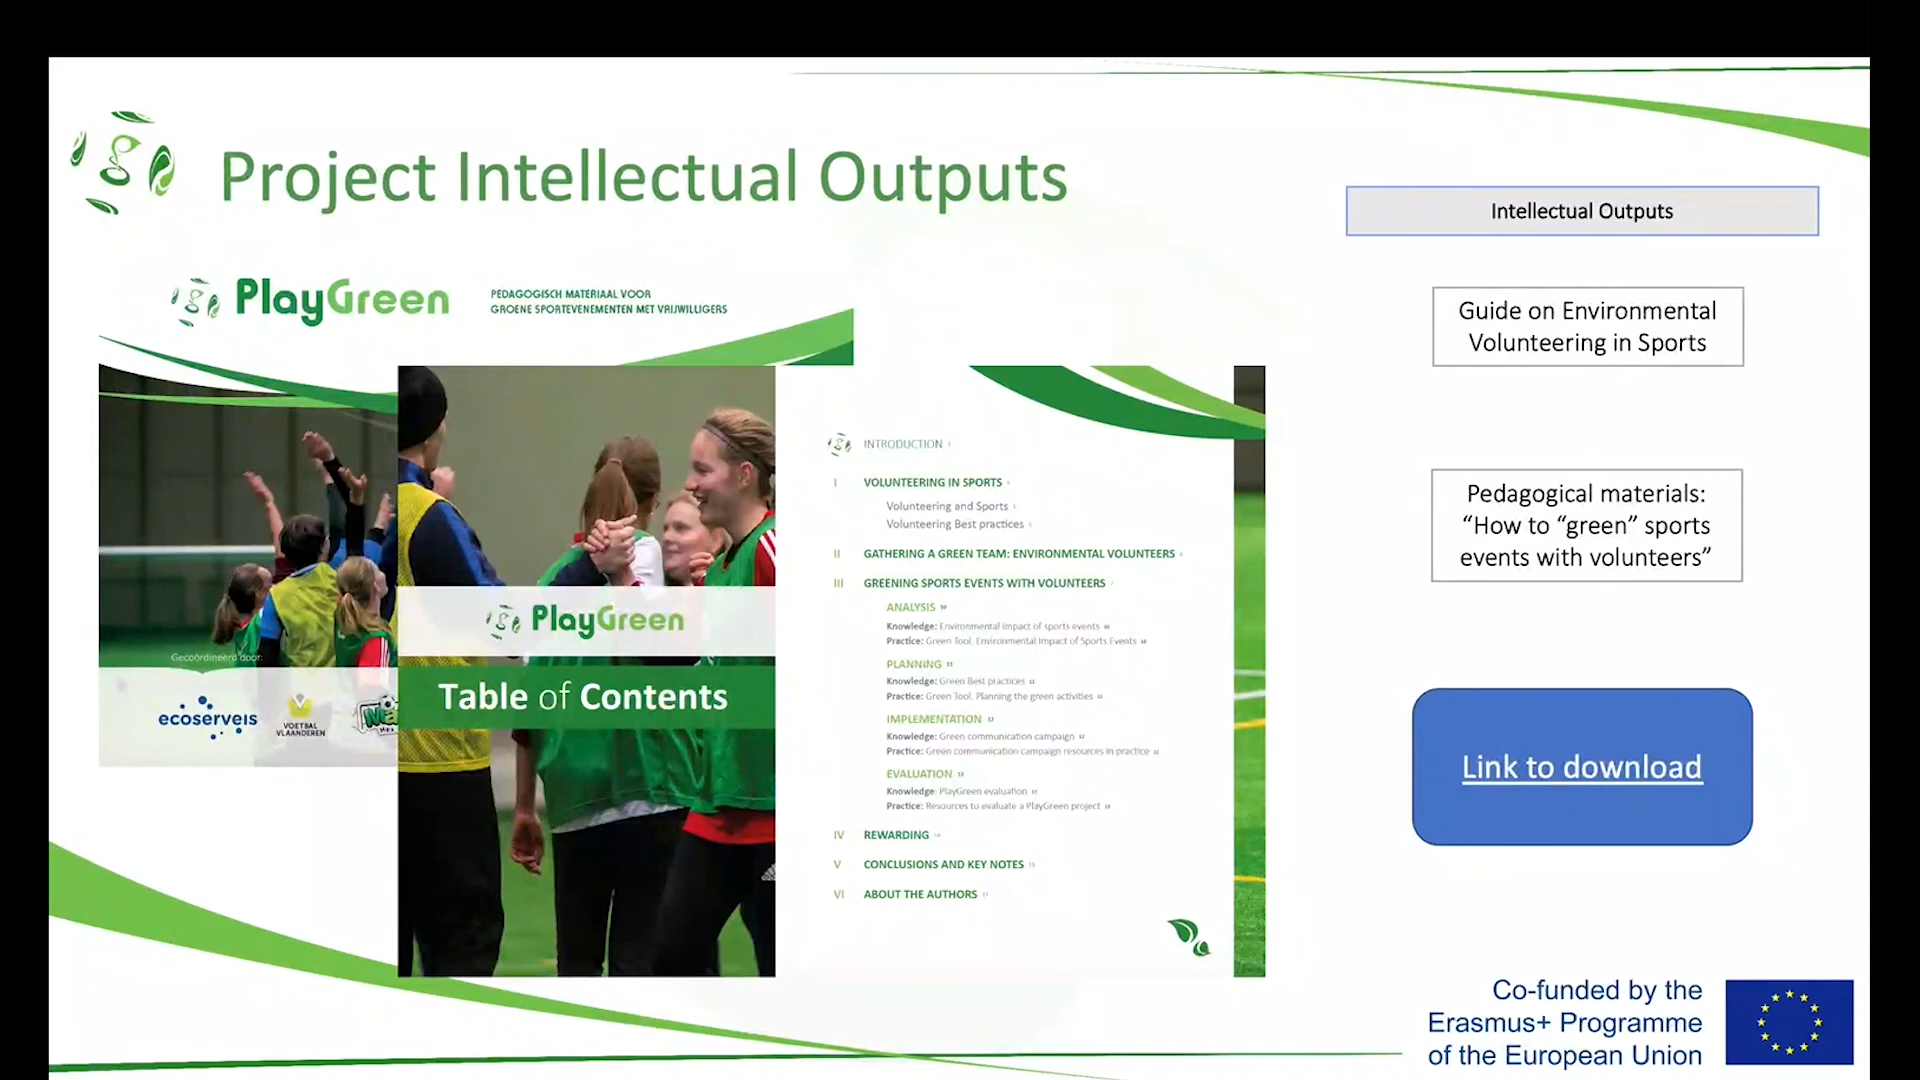 Project Intellectual Outputs
PlayGreen
PEDAGOGISCH MATERIAAL VOOR
GROENE SPORTEVENEMENTEN MET VRIJWILLIGERS
Gecoördineerd door:
ecoserveis
VOETBAL
VLAANDEREN
PlayGreen
Table of Contents
INTRODUCTION
I VOLUNTEERING IN SPORTS
Volunteering and Sports
Volunteering Best practices
II GATHERING A GREEN TEAM: ENVIRONMENTAL VOLUNTEERS
III GREENING SPORTS EVENTS WITH VOLUNTEERS
ANALYSIS
Knowledge: Environmental impact of sports events
Practice: Green Tool. Environmental Impact of Sports Events
PLANNING
Knowledge: Green Best practices
Practice: Green Tool. Planning the green activities
IMPLEMENTATION
Knowledge: Green communication campaign
Practice: Green communication campaign resources in practice
EVALUATION
Knowledge: PlayGreen evaluation
Practice: Resources to evaluate a PlayGreen project
IV REWARDING
V CONCLUSIONS AND KEY NOTES
VI ABOUT THE AUTHORS
Intellectual Outputs
Guide on Environmental
Volunteering in Sports
Pedagogical materials:
“How to “green” sports
events with volunteers”
Link to download
Co-funded by the
Erasmus+ Programme
of the European Union